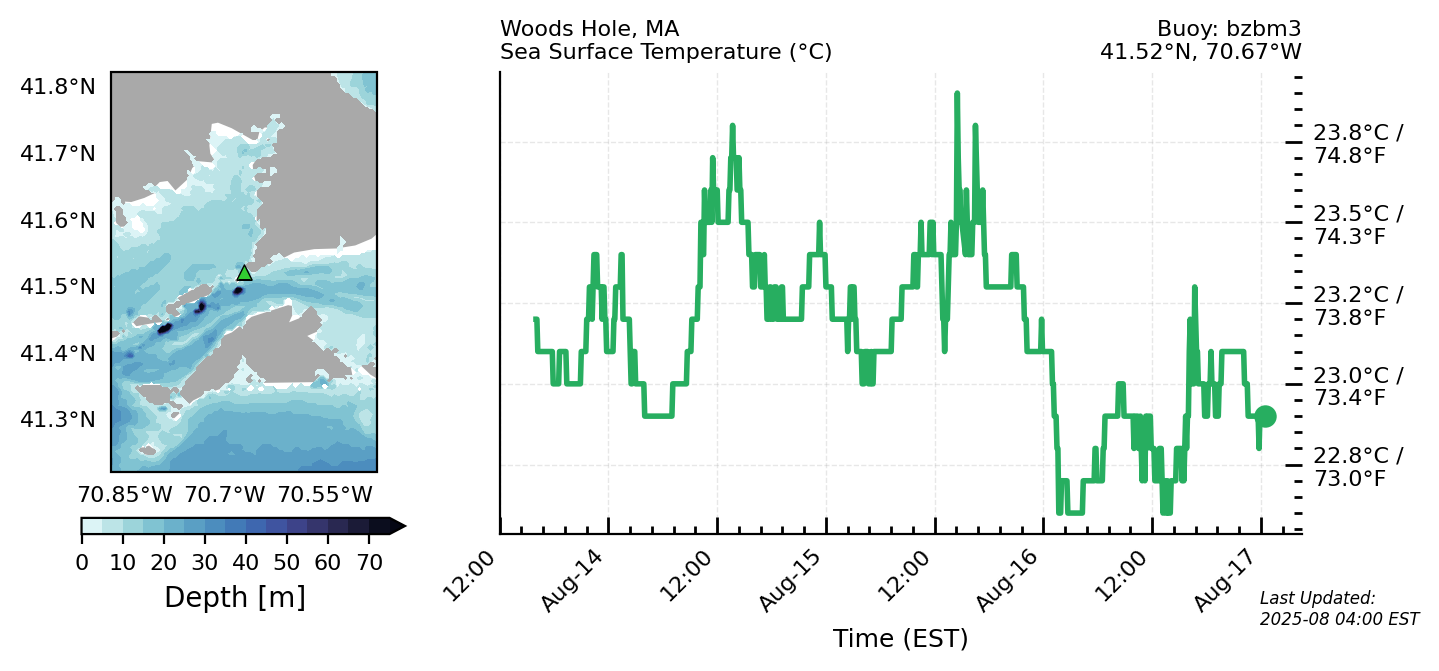 Woods Hole, MA
Sea Surface Temperature (°C)
Buoy: bzbm3
41.52°N, 70.67°W
41.8°N
41.7°N
41.6°N
41.5°N
41.4°N
41.3°N
70.85°W 70.7°W 70.55°W
0 10 20 30 40 50 60 70
Depth [m]
23.8°C /
74.8°F
23.5°C /
74.3°F
23.2°C /
73.8°F
23.0°C /
73.4°F
22.8°C /
73.0°F
12:00 Aug-14 12:00 Aug-15 12:00 Aug-16 12:00 Aug-17
Time (EST)
Last Updated:
2025-08 04:00 EST